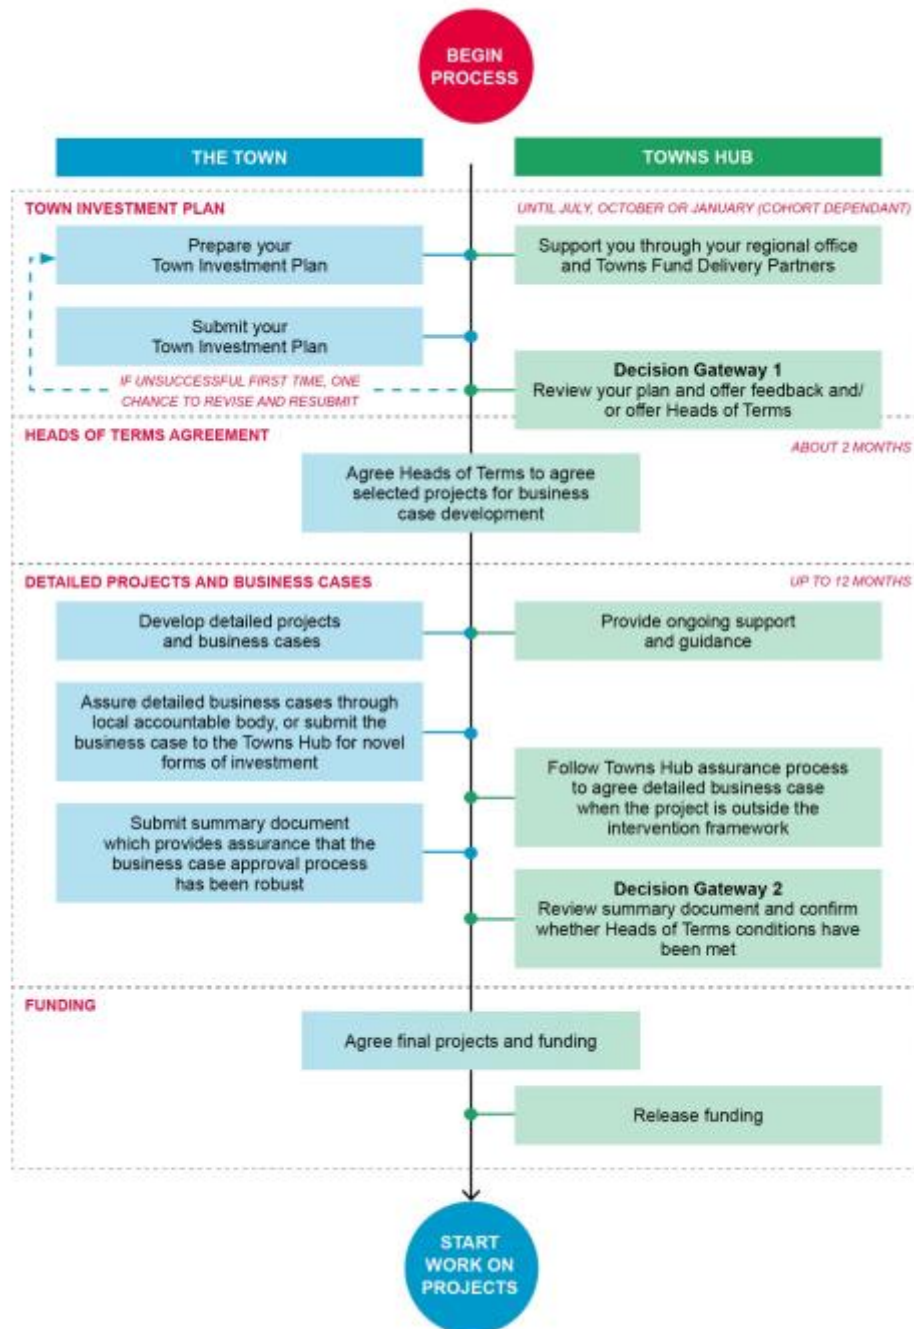 BEGIN
PROCESS
THE TOWN
TOWNS HUB
TOWN INVESTMENT PLAN
UNTIL JULY, OCTOBER OR JANUARY (COHORT DEPENDANT)
Prepare your
Town Investment Plan
Support you through your regional office
and Towns Fund Delivery Partners
Submit your
Town Investment Plan
Decision Gateway 1
Review your plan and offer feedback and/
or offer Heads of Terms
IF UNSUCCESSFUL FIRST TIME, ONE
CHANCE TO REVISE AND RESUBMIT
HEADS OF TERMS AGREEMENT
ABOUT 2 MONTHS
Agree Heads of Terms to agree
selected projects for business
case development
DETAILED PROJECTS AND BUSINESS CASES
UP TO 12 MONTHS
Develop detailed projects
and business cases
Provide ongoing support
and guidance
Assure detailed business cases through
local accountable body, or submit the
business case to the Towns Hub for novel
forms of investment
Follow Towns Hub assurance process
to agree detailed business case
when the project is outside the
intervention framework
Submit summary document
which provides assurance that the
business case approval process
has been robust
Decision Gateway 2
Review summary document and confirm
whether Heads of Terms conditions have
been met
FUNDING
Agree final projects and funding
Release funding
START
WORK ON
PROJECTS